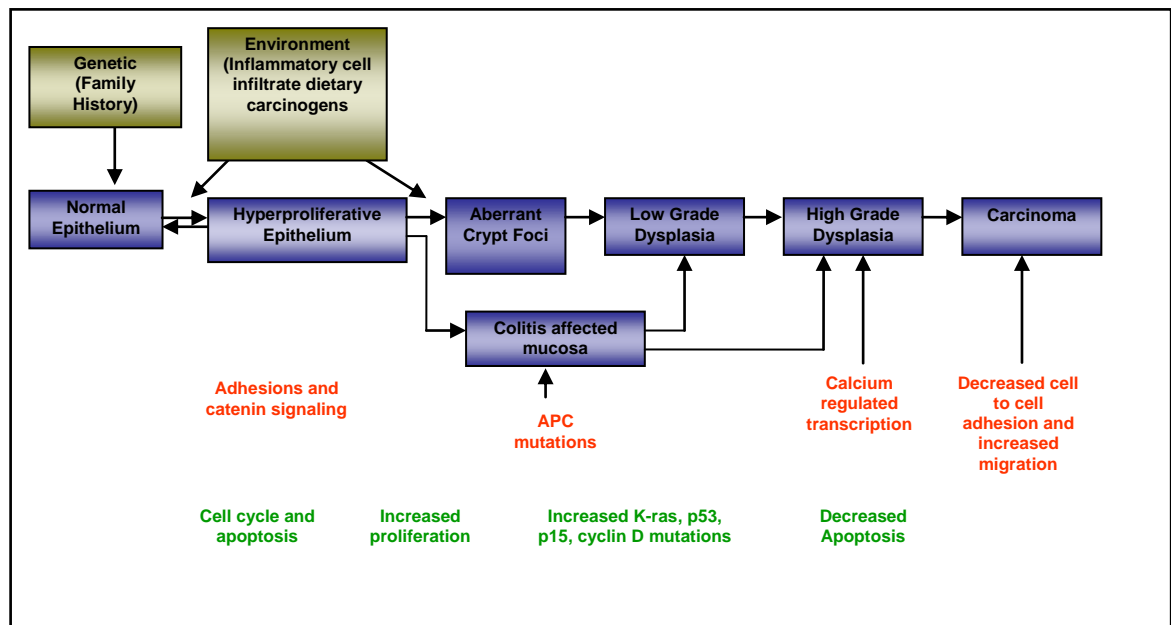 Genetic
(Family
History)
Environment
(Inflammatory cell
infiltrate dietary
carcinogens
Normal
Epithelium
Hyperproliferative
Epithelium
Aberrant
Crypt Foci
Low Grade
Dysplasia
High Grade
Dysplasia
Carcinoma
Colitis affected
mucosa
Adhesions and
catenin signaling
APC
mutations
Calcium
regulated
transcription
Decreased cell
to cell
adhesion and
increased
migration
Cell cycle and
apoptosis
Increased
proliferation
Increased K-ras, p53,
p15, cyclin D mutations
Decreased
Apoptosis